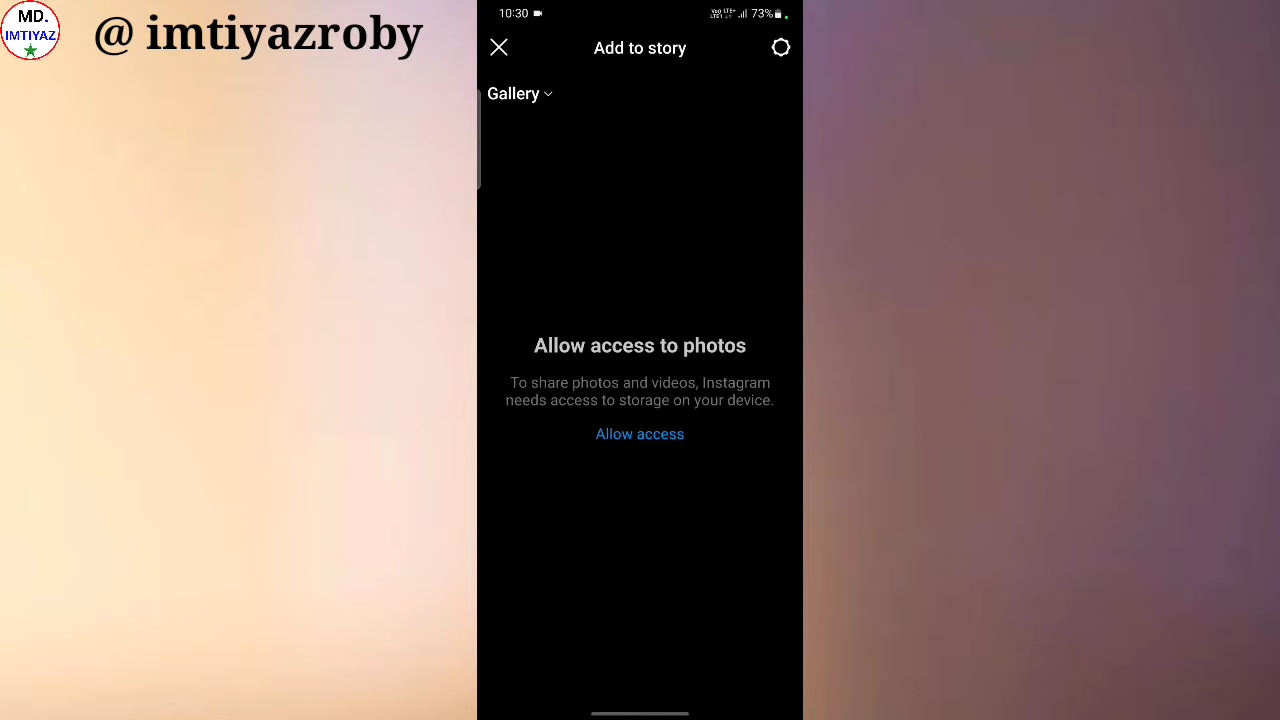 MD.
IMTIYAZ
@ imtiyazroby
10:30
73%
Add to story
Gallery
Allow access to photos
To share photos and videos, Instagram
needs access to storage on your device.
Allow access